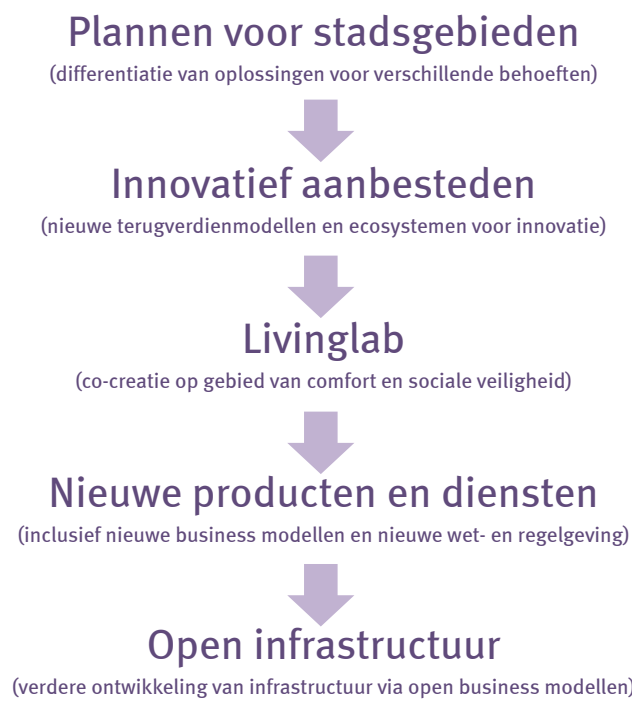 Plannen voor stadsgebieden
(differentiatie van oplossingen voor verschillende behoeften)
Innovatief aanbesteden
(nieuwe terugverdienmodellen en ecosystemen voor innovatie)
Livinglab
(co-creatie op gebied van comfort en sociale veiligheid)
Nieuwe producten en diensten
(inclusief nieuwe business modellen en nieuwe wet- en regelgeving)
Open infrastructuur
(verdere ontwikkeling van infrastructuur via open business modellen)